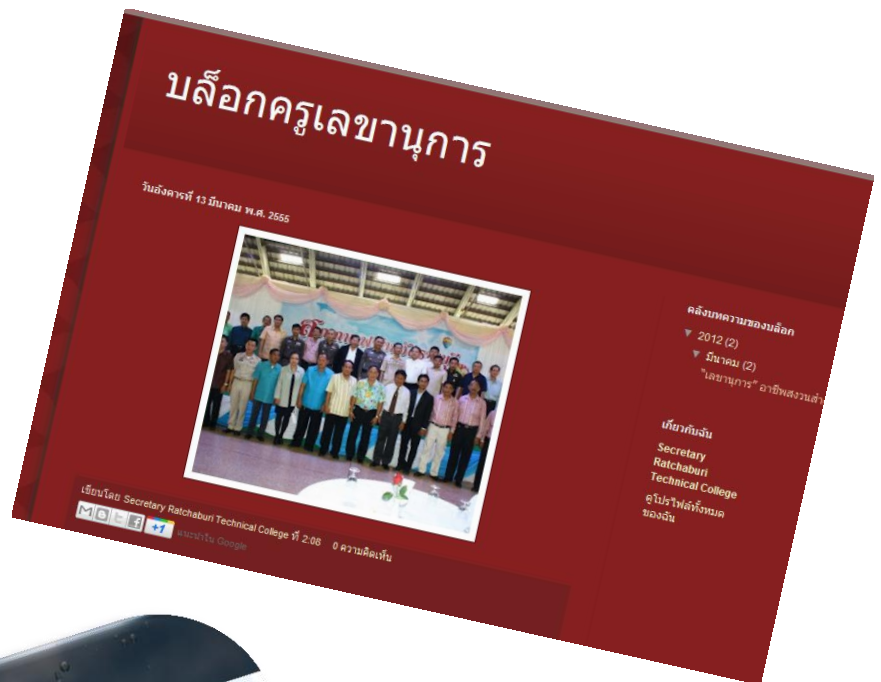 บล็อกครูเลขานุการ
วันอังคารที่ 13 มีนาคม พ.ศ. 2555
เขียนโดย Secretary Ratchaburi Technical College ที่ 2:08 0 ความคิดเห็น
+1 แนะนำใน Google
คลังบทความของบล็อก
▼ 2012 (2)
▼ มีนาคม (2)
"เลขานุการ" อาชีพสงวนสำ
เกี่ยวกับฉัน
Secretary
Ratchaburi
Technical College
ดูโปรไฟล์ทั้งหมด
ของฉัน